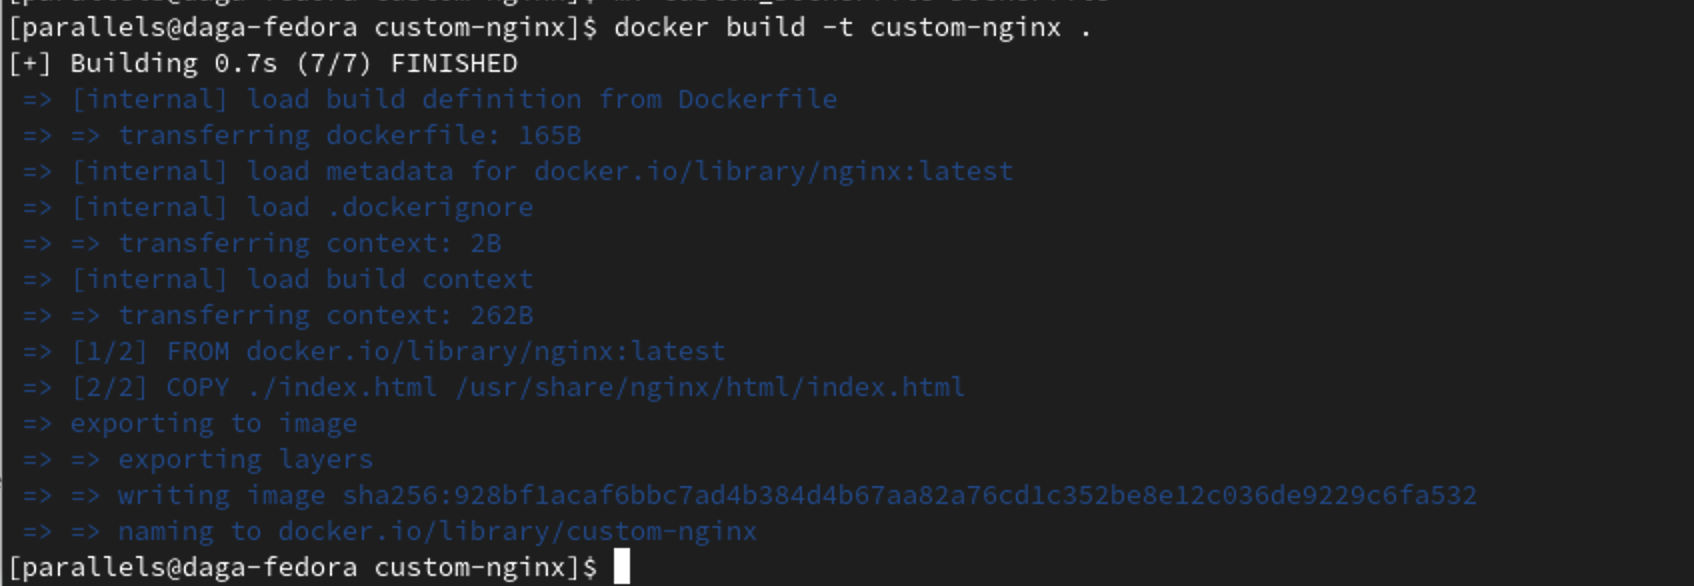 [parallels@daga-fedora custom-nginx]$ docker build -t custom-nginx .
[+] Building 0.7s (7/7) FINISHED
=> [internal] load build definition from Dockerfile
=> => transferring dockerfile: 165B
=> [internal] load metadata for docker.io/library/nginx:latest
=> [internal] load .dockerignore
=> => transferring context: 2B
=> [internal] load build context
=> => transferring context: 262B
=> [1/2] FROM docker.io/library/nginx:latest
=> [2/2] COPY ./index.html /usr/share/nginx/html/index.html
=> exporting to image
=> => exporting layers
=> => writing image sha256:928bf1acaf6bbc7ad4b384d4b67aa82a76cd1c352be8e12c036de9229c6fa532
=> => naming to docker.io/library/custom-nginx
[parallels@daga-fedora custom-nginx]$